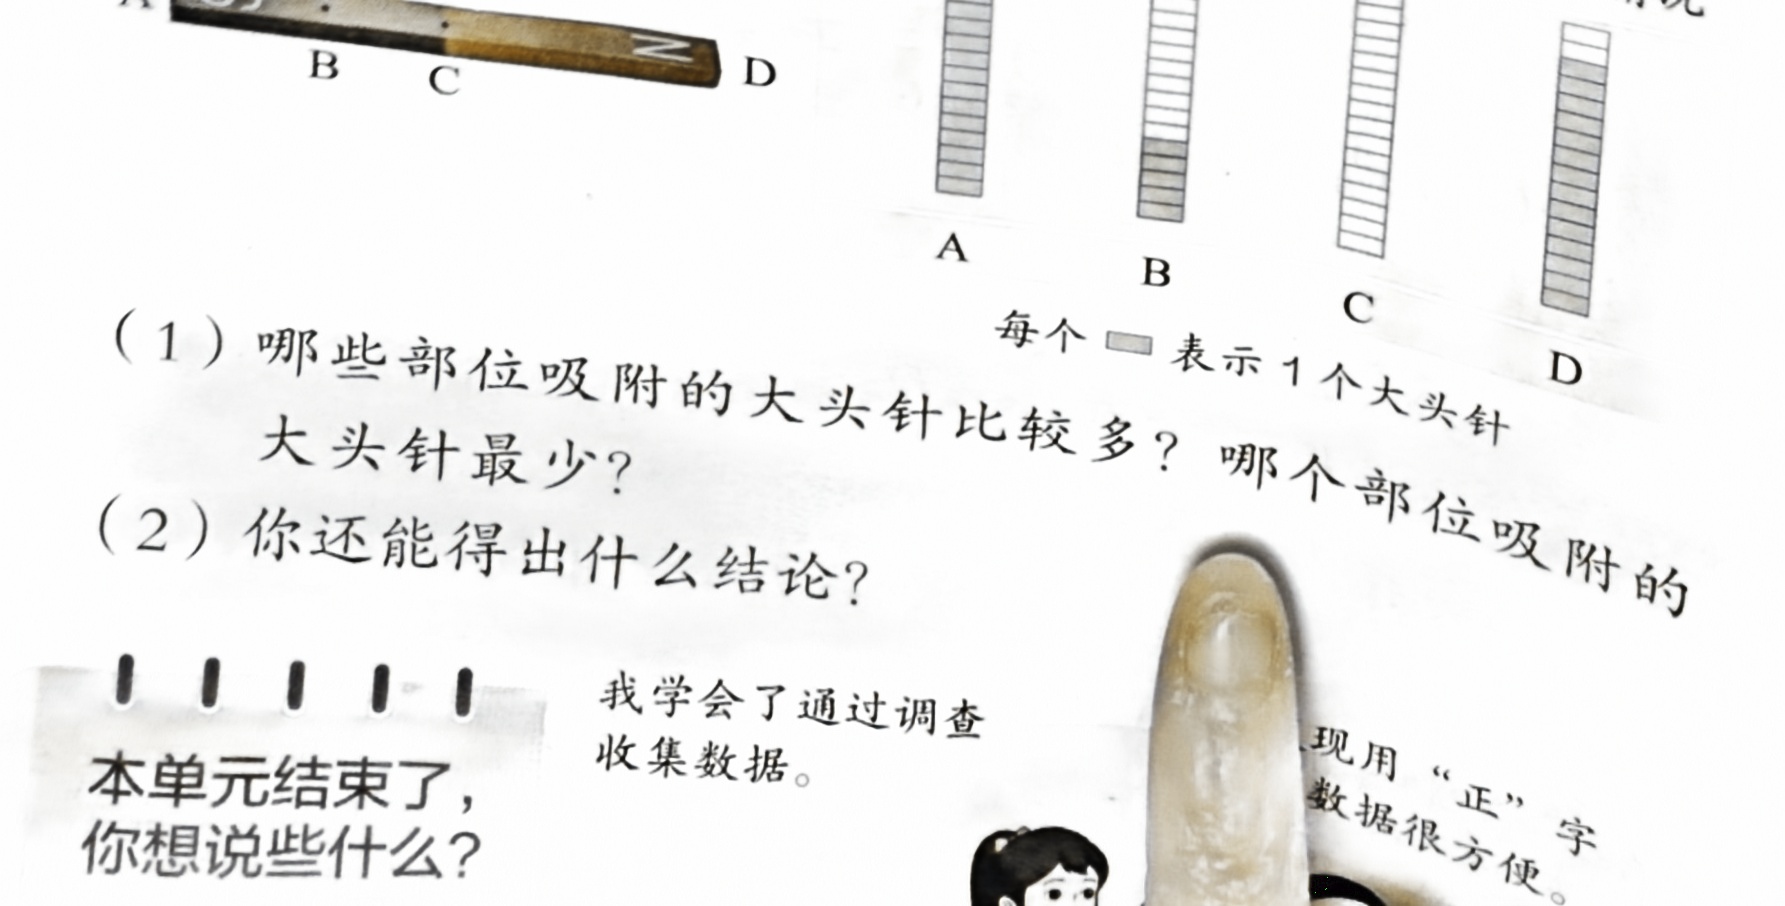 N
B
C
D
A
B
C
D
每个 表示1个大头针
(1)哪些部位吸附的大头针比较多?哪个部位吸附的
大头针最少?
(2)你还能得出什么结论?
本单元结束了,
你想说些什么?
我学会了通过调查
收集数据。
现用“正”字
数据很方便。